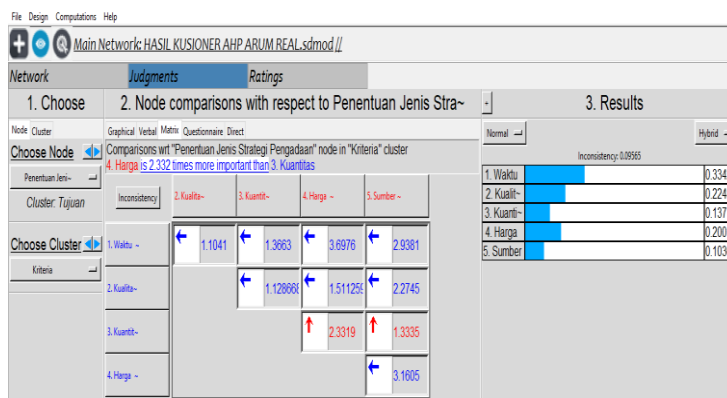 File Design Computations Help
Main Network: HASIL KUSIONER AHP ARUM REAL.sdmod //
Network Judgments Ratings
1. Choose 2. Node comparisons with respect to Penentuan Jenis Stra~ + 3. Results
Node Cluster Graphical Verbal Matrix Questionnaire Direct Normal Hybrid
Choose Node Comparisons wrt "Penentuan Jenis Strategi Pengadaan" node in "Kriteria" cluster
4. Harga is 2.332 times more important than 3. Kuantitas
Inconsistency: 0.09565
Penentuan Jeni~
Cluster: Tujuan
Inconsistency 2. Kualita~ 3. Kuantit~ 4. Harga ~ 5. Sumber ~
1. Waktu 0.334
2. Kualit~ 0.224
3. Kuanti~ 0.137
4. Harga 0.200
5. Sumber 0.103
Choose Cluster
Kriteria
1. Waktu ~ 1.1041 1.3663 3.6976 2.9381
2. Kualita~ 1.128668 1.511259 2.2745
3. Kuantit~ 2.3319 1.3335
4. Harga ~ 3.1605